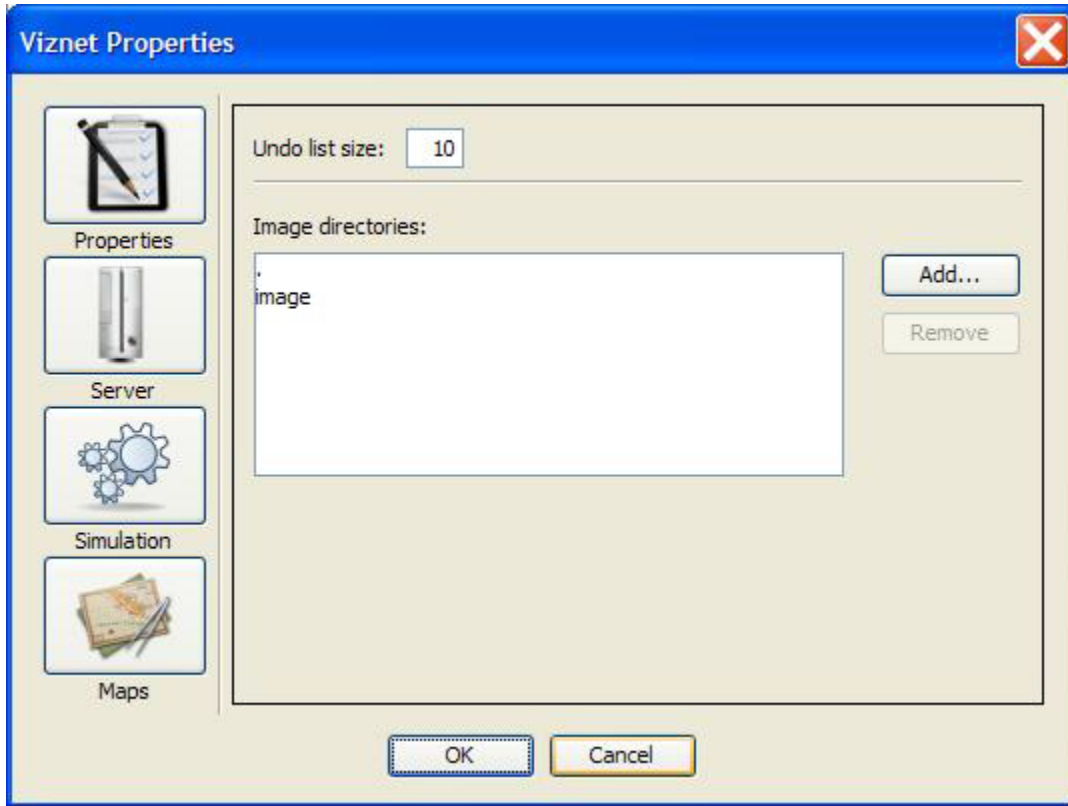 Viznet Properties
Properties
Server
Simulation
Maps
Undo list size: 10
Image directories:
.
image
Add...
Remove
OK
Cancel